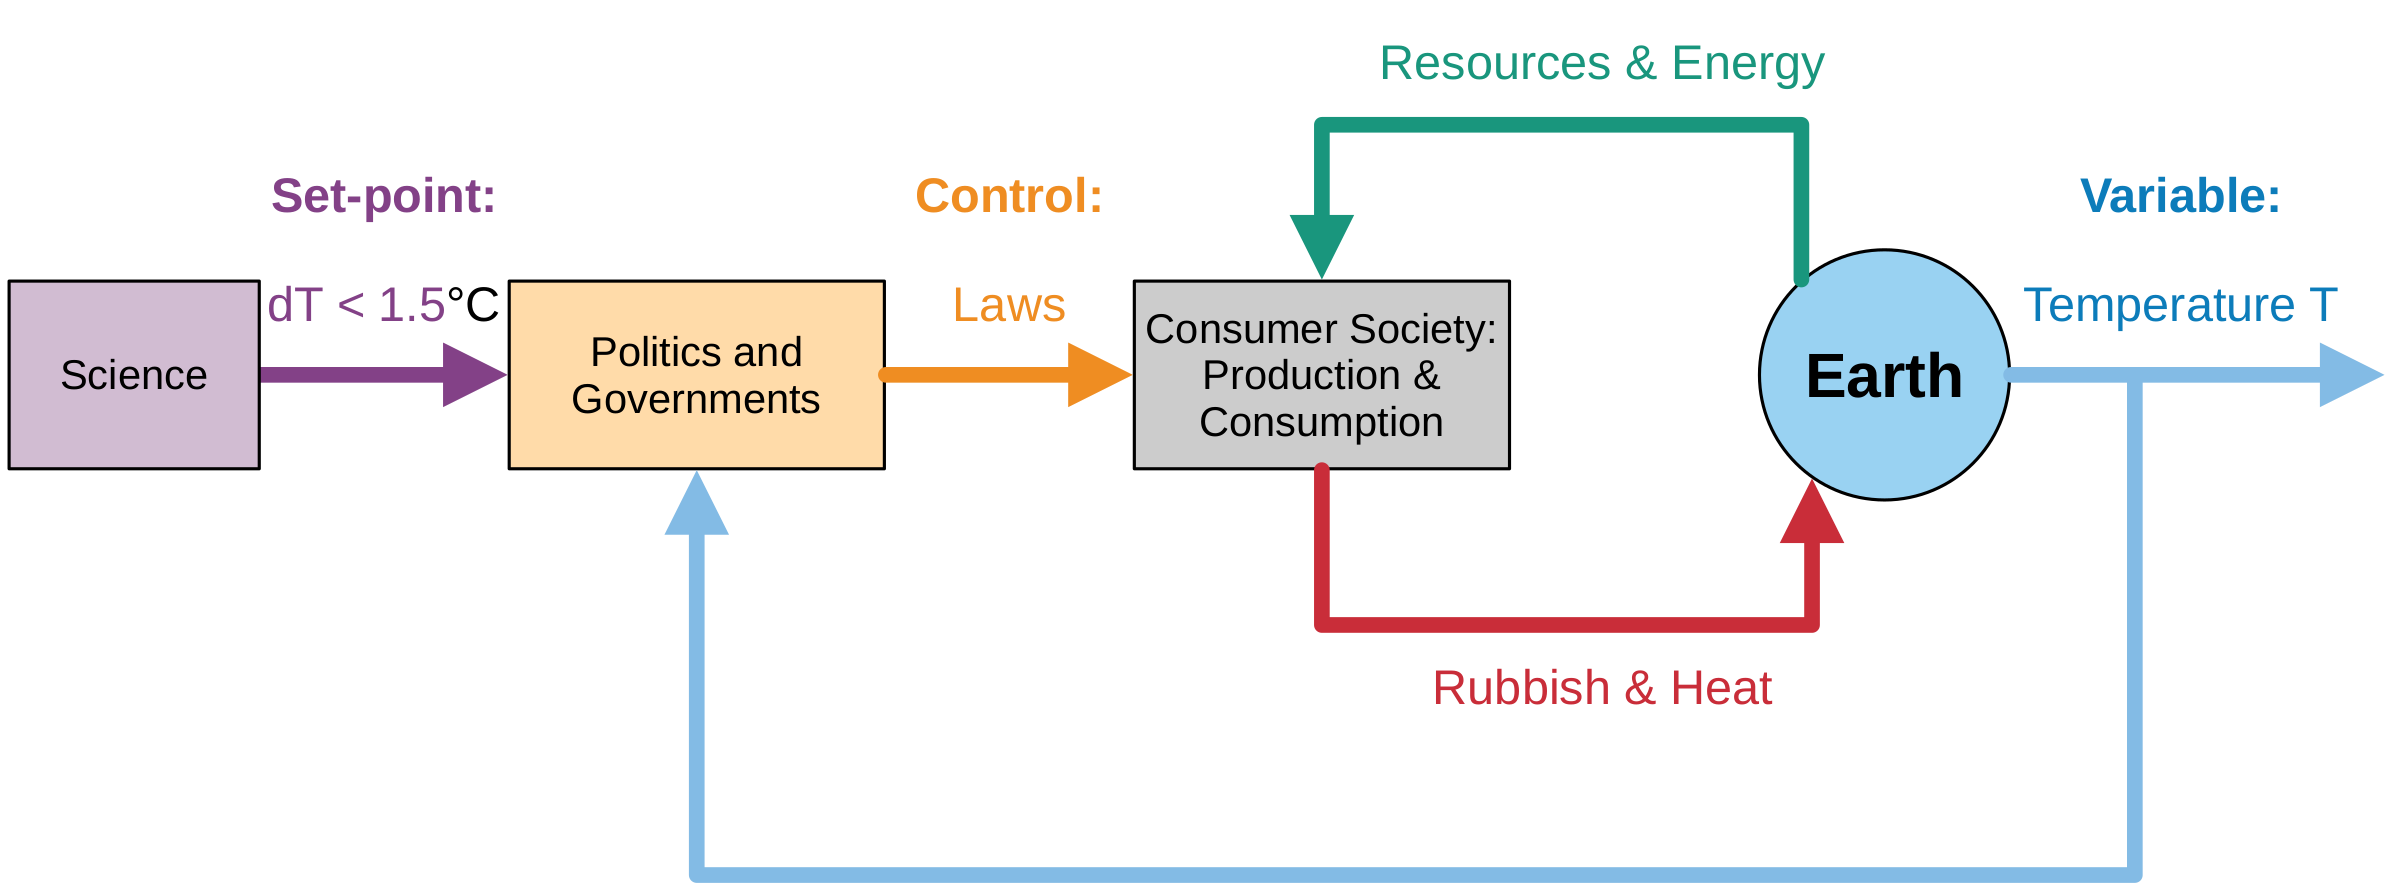 Resources & Energy
Set-point:
Control:
Variable:
dT < 1.5°C
Laws
Temperature T
Science
Politics and
Governments
Consumer Society:
Production &
Consumption
Earth
Rubbish & Heat